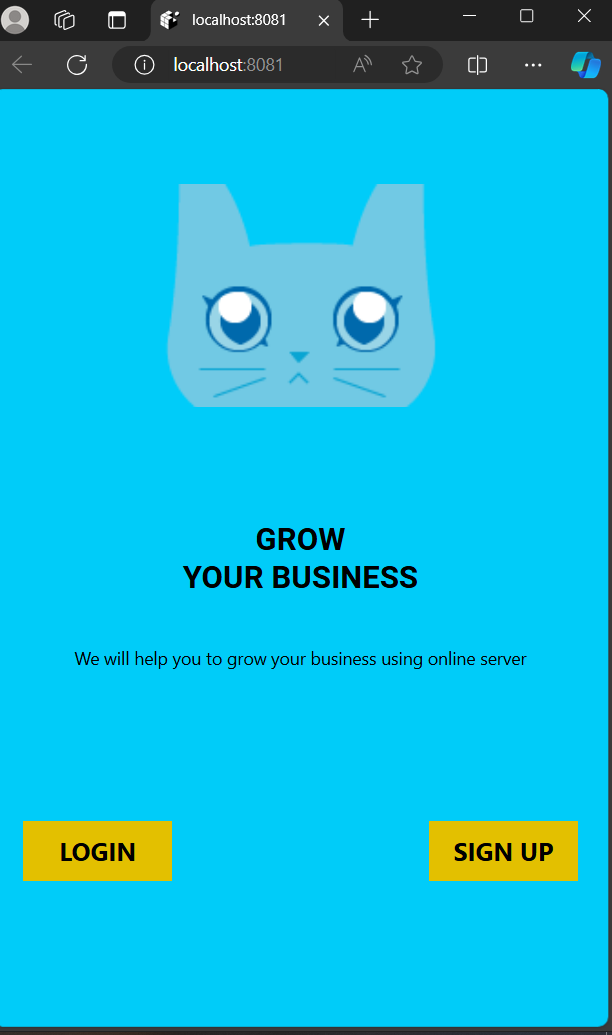 localhost:8081
localhost:8081
GROW
YOUR BUSINESS
We will help you to grow your business using online server
LOGIN
SIGN UP